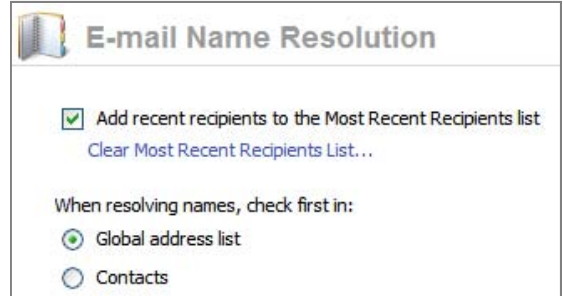 E-mail Name Resolution
Add recent recipients to the Most Recent Recipients list
Clear Most Recent Recipients List...
When resolving names, check first in:
Global address list
Contacts